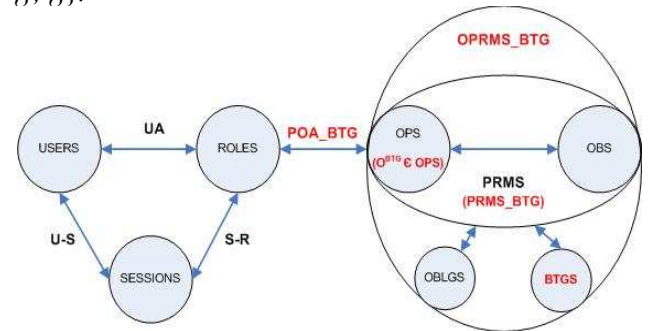 OPRMS_BTG
UA
POA_BTG
USERS
ROLES
OPS
(O^BTG Є OPS)
OBS
PRMS
(PRMS_BTG)
U-S
S-R
SESSIONS
OBLGS
BTGS